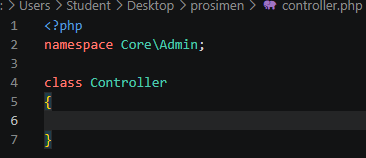 : > Users > Student > Desktop > prosimen > controller.php
1 <?php
2 namespace Core\Admin;
3
4 class Controller
5 {
6
7 }